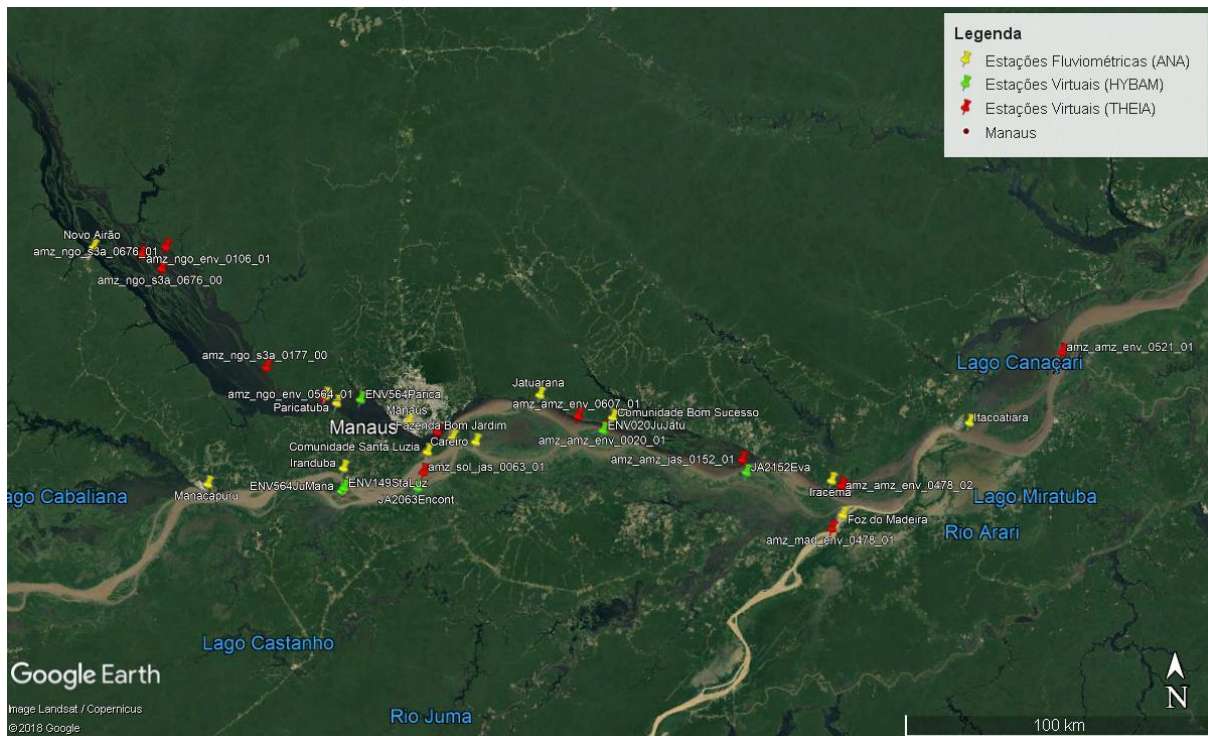 Legenda
Estações Fluviométricas (ANA)
Estações Virtuais (HYBAM)
Estações Virtuais (THEIA)
Manaus
Novo Airão
amz_ngo_s3a_0676_01
amz_ngo_env_0106_01
amz_ngo_s3a_0676_00
amz_ngo_s3a_0177_00
amz_amz_env_0521_01
Lago Canaçari
Jatuarana
amz_ngo_env_0564_01
ENV564Parica
Paricatuba
Manaus
amz_amz_env_0607_01
Comunidade Bom Sucesso
Manaus
Fazenda Bom Jardim
ENV020JuJatu
Itacoatiara
Comunidade Santa Luzia
Careiro
amz_amz_env_0020_01
Iranduba
amz_sol_jas_0063_01
amz_amz_jas_0152_01
JA2152Eva
ENV564JuMana
ENV149StaLuz
amz_amz_env_0478_02
ago Cabaliana
Manacapuru
JA2063Encont
Iracema
Lago Miratuba
Foz do Madeira
Rio Arari
amz_mad_env_0478_01
Lago Castanho
Google Earth
Image Landsat / Copernicus
©2018 Google
Rio Juma
100 km
N